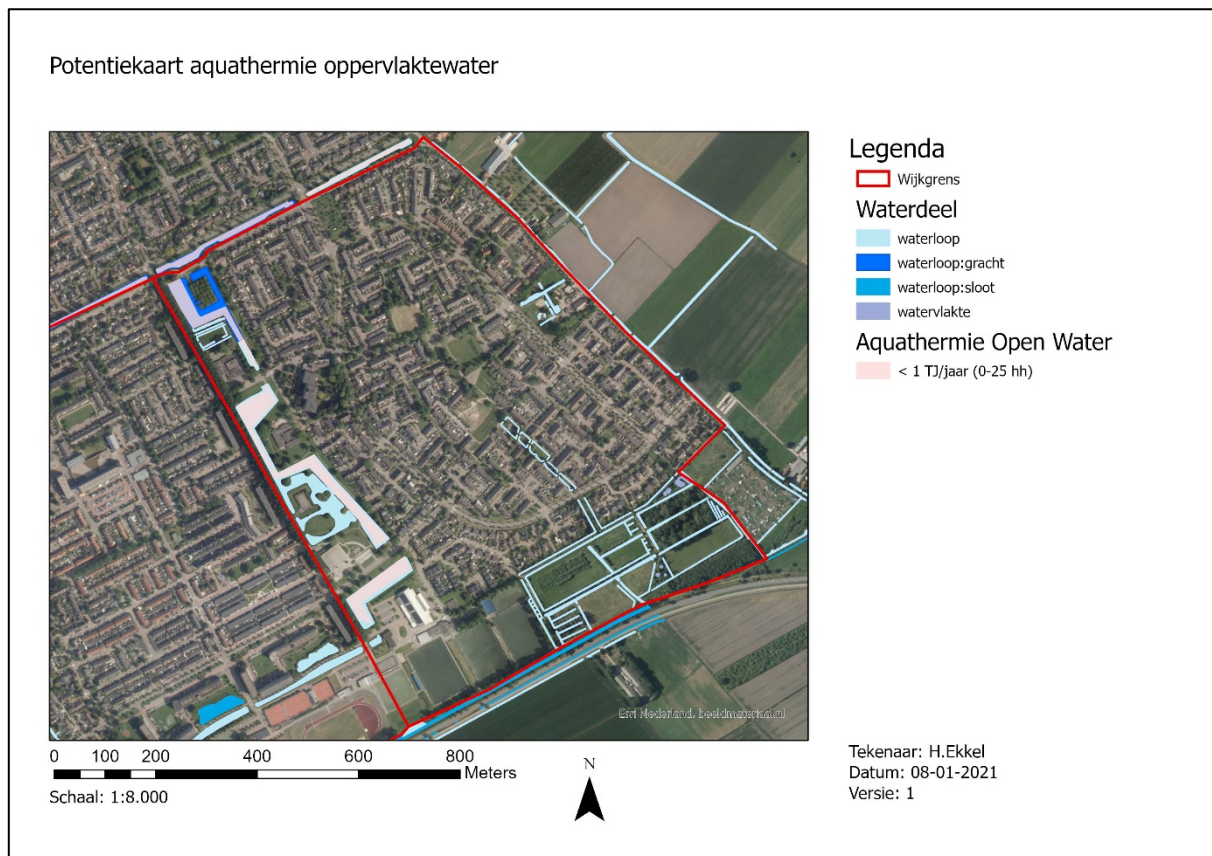 Potentiekaart aquathermie oppervlaktewater
Legenda
Wijkgrens
Waterdeel
waterloop
waterloop:gracht
waterloop:sloot
watervlakte
Aquathermie Open Water
< 1 TJ/jaar (0-25 hh)
Esri Nederland, beeldmateriaal.nl
0 100 200 400 600 800
Meters
Schaal: 1:8.000
N
Tekenaar: H.Ekkel
Datum: 08-01-2021
Versie: 1